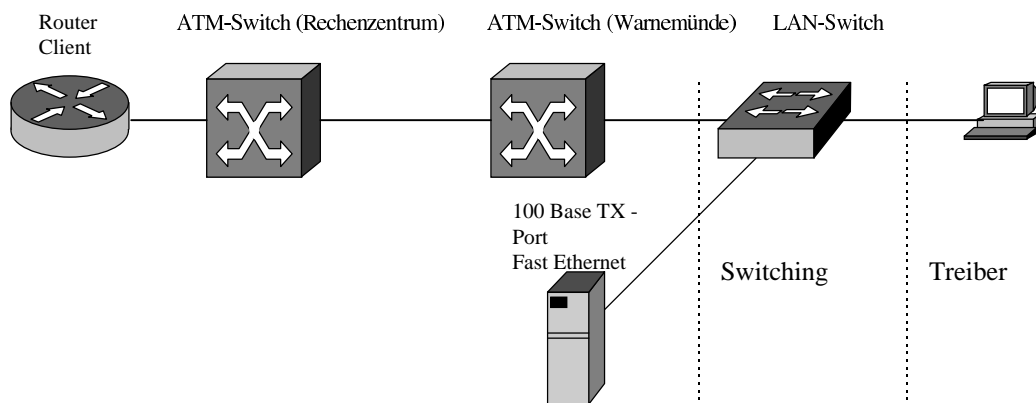 Router
Client
ATM-Switch (Rechenzentrum)
ATM-Switch (Warnemünde)
LAN-Switch
100 Base TX -
Port
Fast Ethernet
Switching
Treiber